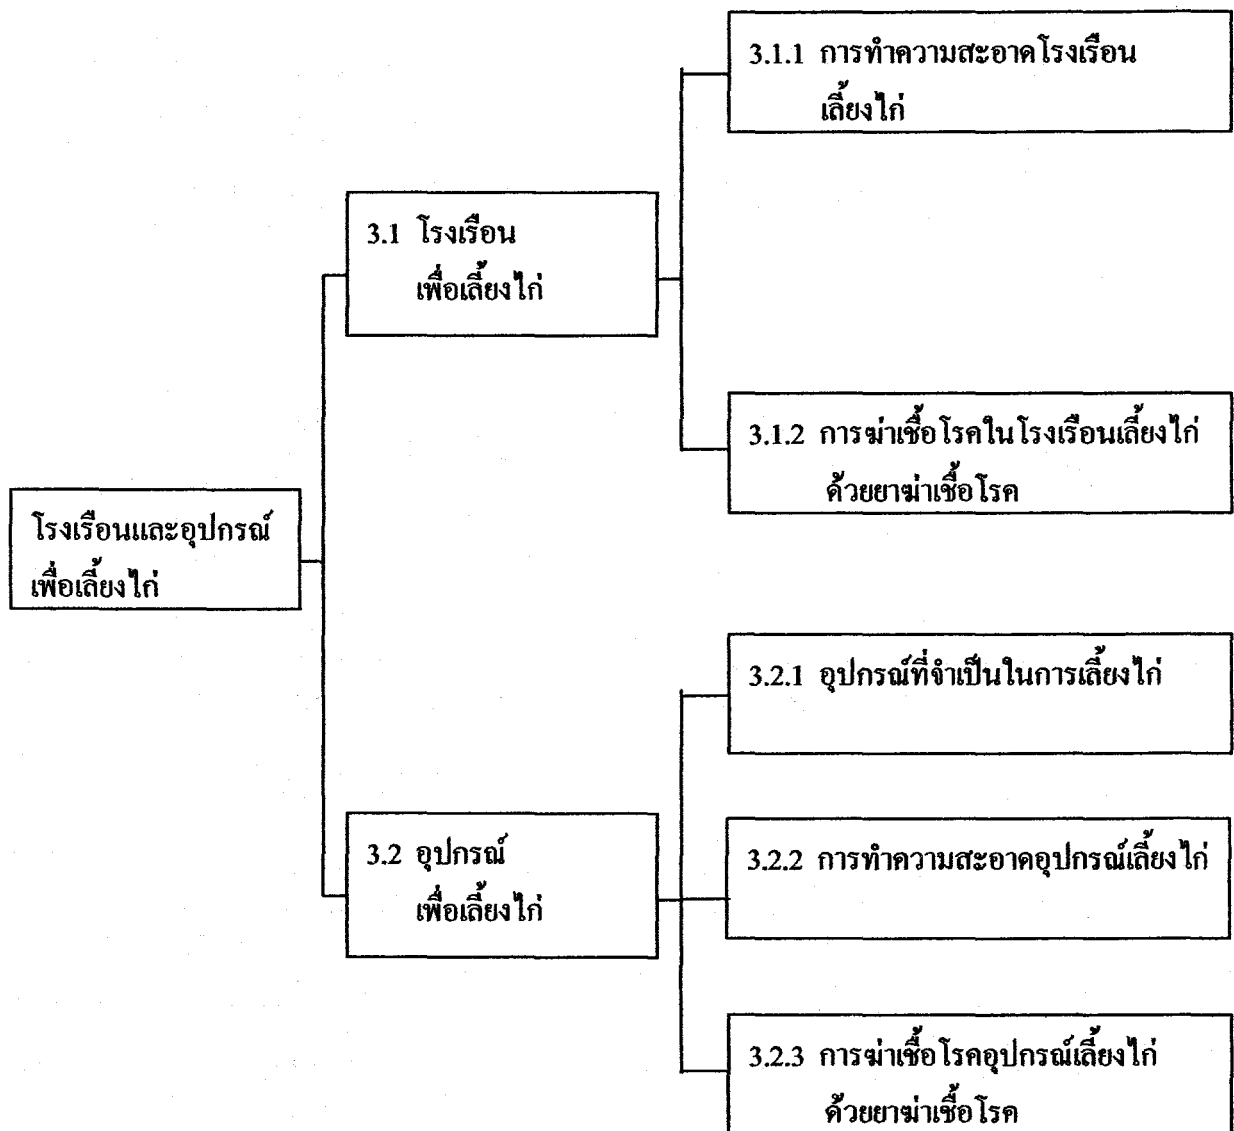 โรงเรือนและอุปกรณ์
เพื่อเลี้ยงไก่
3.1 โรงเรือน
เพื่อเลี้ยงไก่
3.1.1 การทำความสะอาดโรงเรือน
เลี้ยงไก่
3.1.2 การฆ่าเชื้อโรคในโรงเรือนเลี้ยงไก่
ด้วยยาฆ่าเชื้อโรค
3.2 อุปกรณ์
เพื่อเลี้ยงไก่
3.2.1 อุปกรณ์ที่จำเป็นในการเลี้ยงไก่
3.2.2 การทำความสะอาดอุปกรณ์เลี้ยงไก่
3.2.3 การฆ่าเชื้อโรคอุปกรณ์เลี้ยงไก่
ด้วยยาฆ่าเชื้อโรค